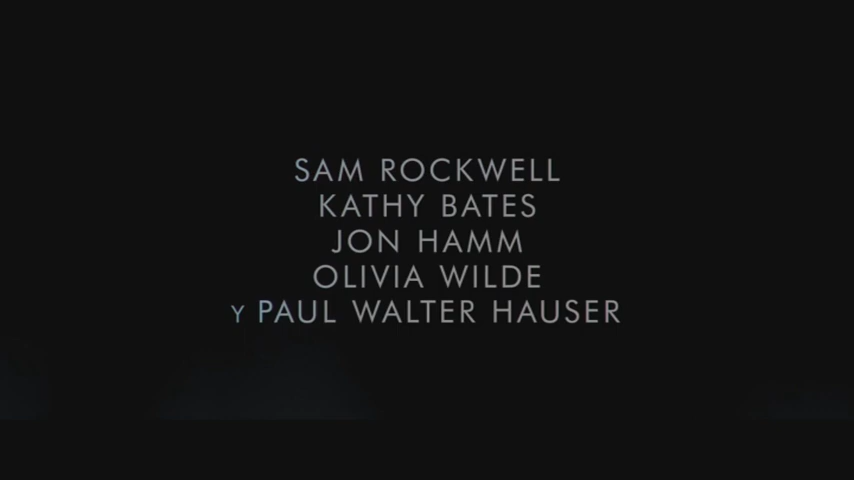 SAM ROCKWELL
KATHY BATES
JON HAMM
OLIVIA WILDE
Y PAUL WALTER HAUSER